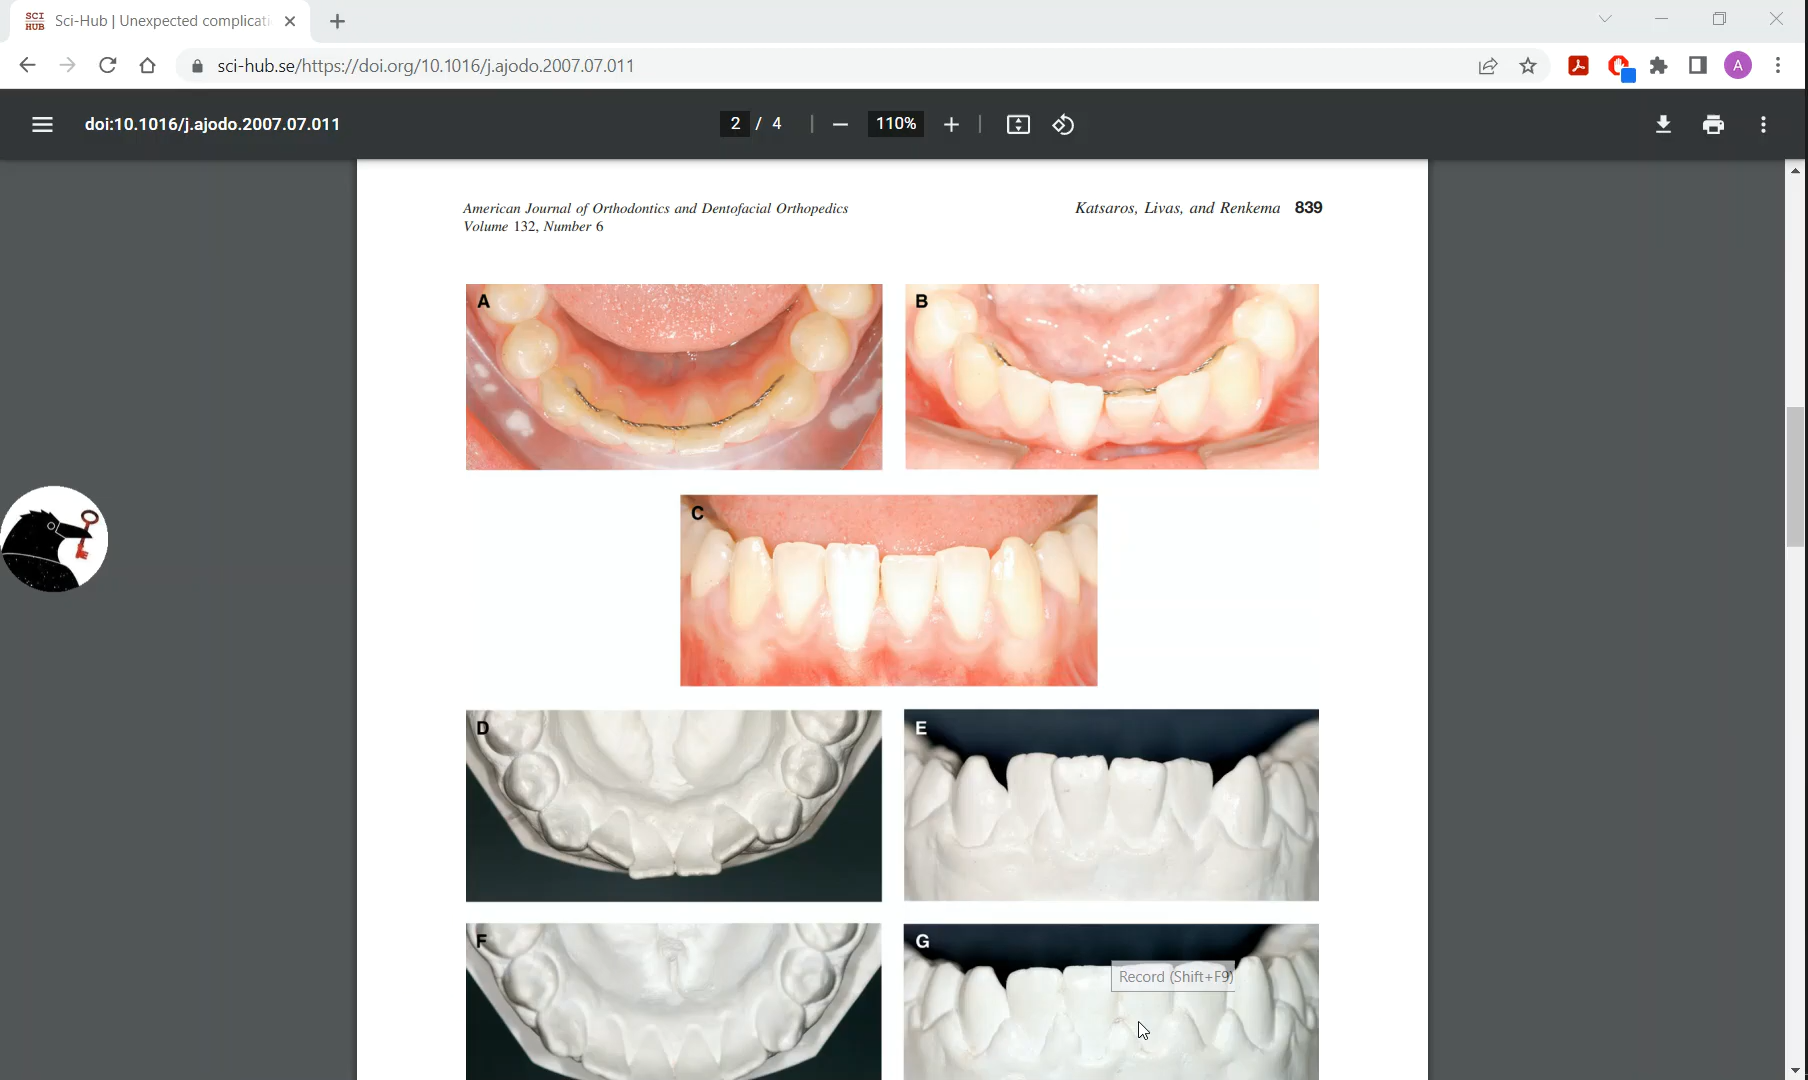 SCI
HUB
Sci-Hub | Unexpected complicati
sci-hub.se/https://doi.org/10.1016/j.ajodo.2007.07.011
A
doi:10.1016/j.ajodo.2007.07.011
2 / 4
110%
American Journal of Orthodontics and Dentofacial Orthopedics
Volume 132, Number 6
Katsaros, Livas, and Renkema 839
A
B
C
D
E
F
G
Record (Shift+F9)